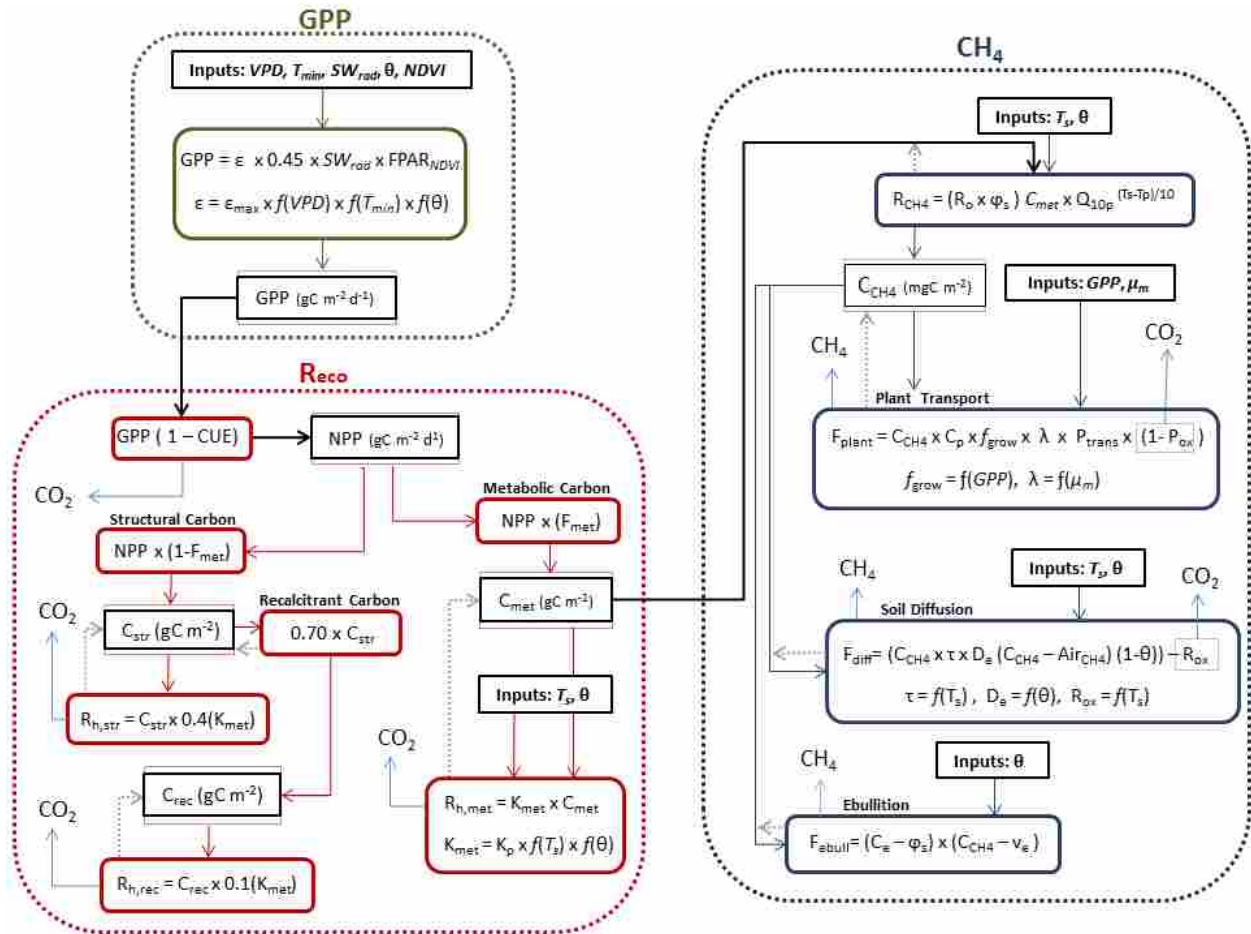 GPP
Inputs: VPD, Tmin, SWrad, θ, NDVI
GPP = ε x 0.45 x SWrad x FPARNDVI.
ε = εmax x f(VPD) x f(Tmin) x f(θ)
GPP (gC m-2 d-1)
Reco
GPP ( 1 – CUE)
NPP (gC m-2 d1)
CO2
Structural Carbon
NPP x (1-Fmet)
Metabolic Carbon
NPP x (Fmet)
CO2
Cstr (gC m-2)
Recalcitrant Carbon
0.70 x Cstr
Cmet (gC m-2)
Rh,str = Cstr x 0.4(Kmet)
Inputs: Ts, θ
CO2
Crec (gC m-2)
CO2
Rh,rec = Crec x 0.1(Kmet)
Rh,met = Kmet x Cmet
Kmet = Kp x f(Ts) x f(θ)
CH4
Inputs: Ts, θ
RCH4 = (Ro x φs ) Cmet x Q10p (Ts-Tp)/10
CCH4 (mgC m-2)
Inputs: GPP, μm
CH4
CO2
Plant Transport
Fplant = CCH4 x Cp x fgrow x λ x Ptrans x (1- Pox )
fgrow = f(GPP), λ = f(μm)
CH4
Inputs: Ts, θ
CO2
Soil Diffusion
Fdiff= (CCH4 x τ x De (CCH4 – AirCH4) (1-θ)) – Rox
τ = f(Ts) , De = f(θ), Rox = f(Ts)
CH4
Inputs: θ
Ebullition
Febull = (Ce – φs) x (CCH4 – ve)